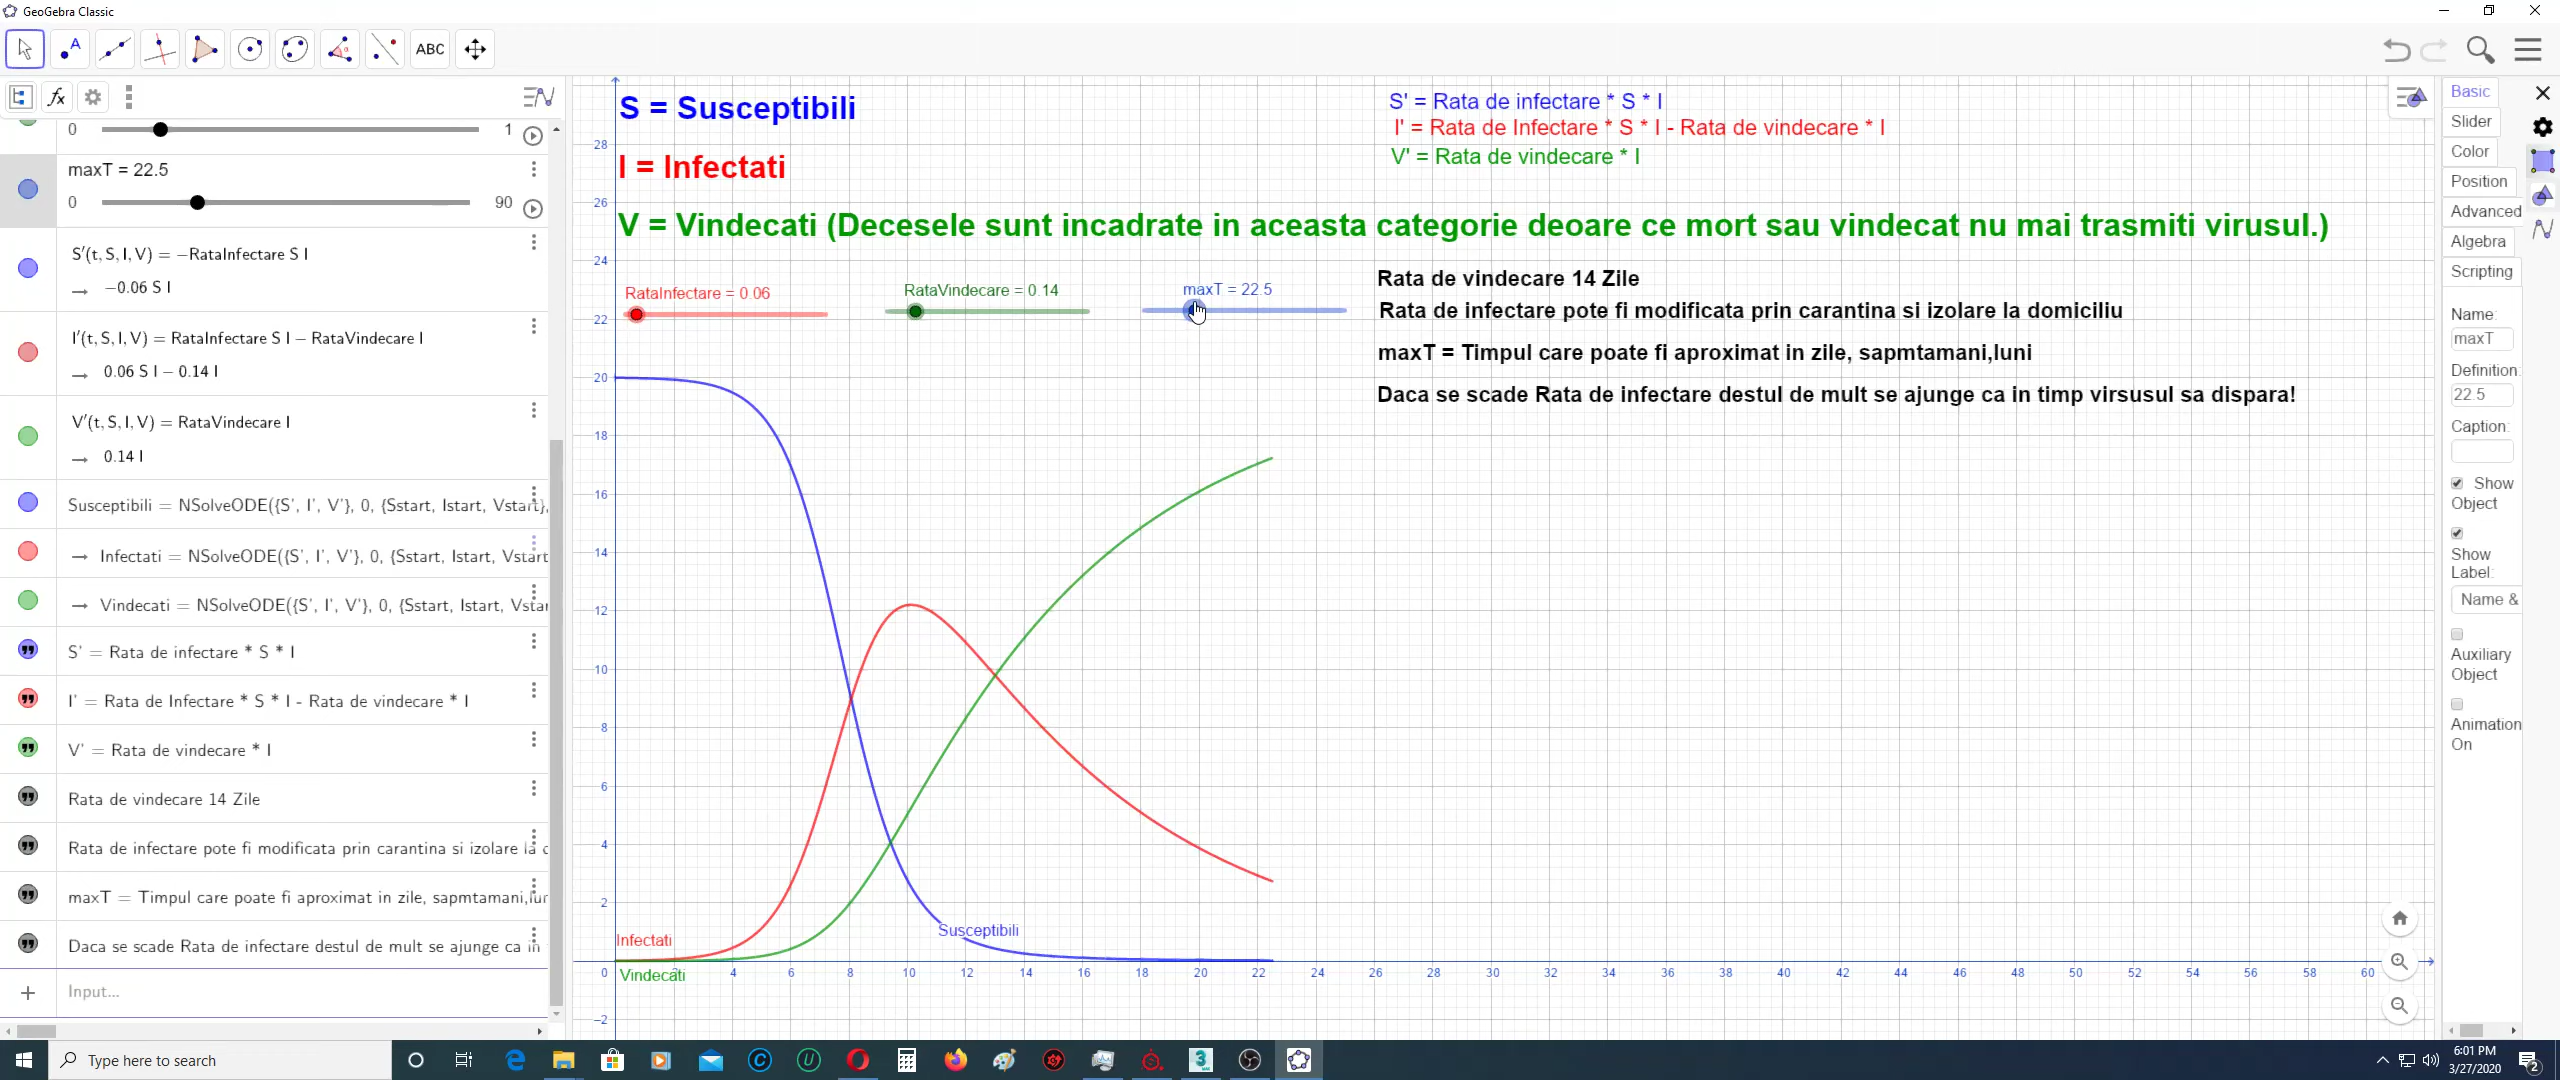 GeoGebra Classic
ABC
0 1
maxT = 22.5
0 90
S′(t, S, I, V) = −RataInfectare S I
→ −0.06 S I
I′(t, S, I, V) = RataInfectare S I − RataVindecare I
→ 0.06 S I − 0.14 I
V′(t, S, I, V) = RataVindecare I
→ 0.14 I
Susceptibili = NSolveODE({S', I', V'}, 0, {Sstart, Istart, Vstart},
→ Infectati = NSolveODE({S', I', V'}, 0, {Sstart, Istart, Vstart
→ Vindecati = NSolveODE({S', I', V'}, 0, {Sstart, Istart, Vstar
S' = Rata de infectare * S * I
I' = Rata de Infectare * S * I - Rata de vindecare * I
V' = Rata de vindecare * I
Rata de vindecare 14 Zile
Rata de infectare pote fi modificata prin carantina si izolare la d
maxT = Timpul care poate fi aproximat in zile, sapmtamani,lun
Daca se scade Rata de infectare destul de mult se ajunge ca in
+ Input...
S = Susceptibili
I = Infectati
V = Vindecati (Decesele sunt incadrate in aceasta categorie deoare ce mort sau vindecat nu mai trasmiti virusul.)
S' = Rata de infectare * S * I
I' = Rata de Infectare * S * I - Rata de vindecare * I
V' = Rata de vindecare * I
RataInfectare = 0.06
RataVindecare = 0.14
maxT = 22.5
Rata de vindecare 14 Zile
Rata de infectare pote fi modificata prin carantina si izolare la domiciliu
maxT = Timpul care poate fi aproximat in zile, sapmtamani,luni
Daca se scade Rata de infectare destul de mult se ajunge ca in timp virsusul sa dispara!
28
26
24
22
20
18
16
14
12
10
8
6
4
2
−2
Infectati
Susceptibili
Vindecati
0 2 4 6 8 10 12 14 16 18 20 22 24 26 28 30 32 34 36 38 40 42 44 46 48 50 52 54 56 58 60
Basic
Slider
Color
Position
Advanced
Algebra
Scripting
Name:
maxT
Definition:
22.5
Caption:
Show
Object
Show
Label:
Name &
Auxiliary
Object
Animation
On
Type here to search
6:01 PM
3/27/2020
2